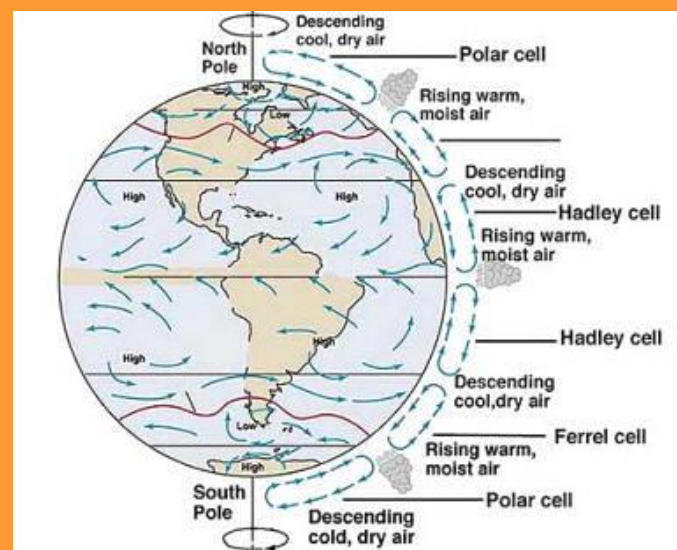 Descending
cool, dry air
North
Pole
Polar cell
High
Rising warm,
moist air
Low
Descending
cool, dry air
High
High
Hadley cell
Rising warm,
moist air
Hadley cell
High
High
Descending
cool,dry air
Low
Ferrel cell
Rising warm,
moist air
High
South
Pole
Polar cell
Descending
cold, dry air